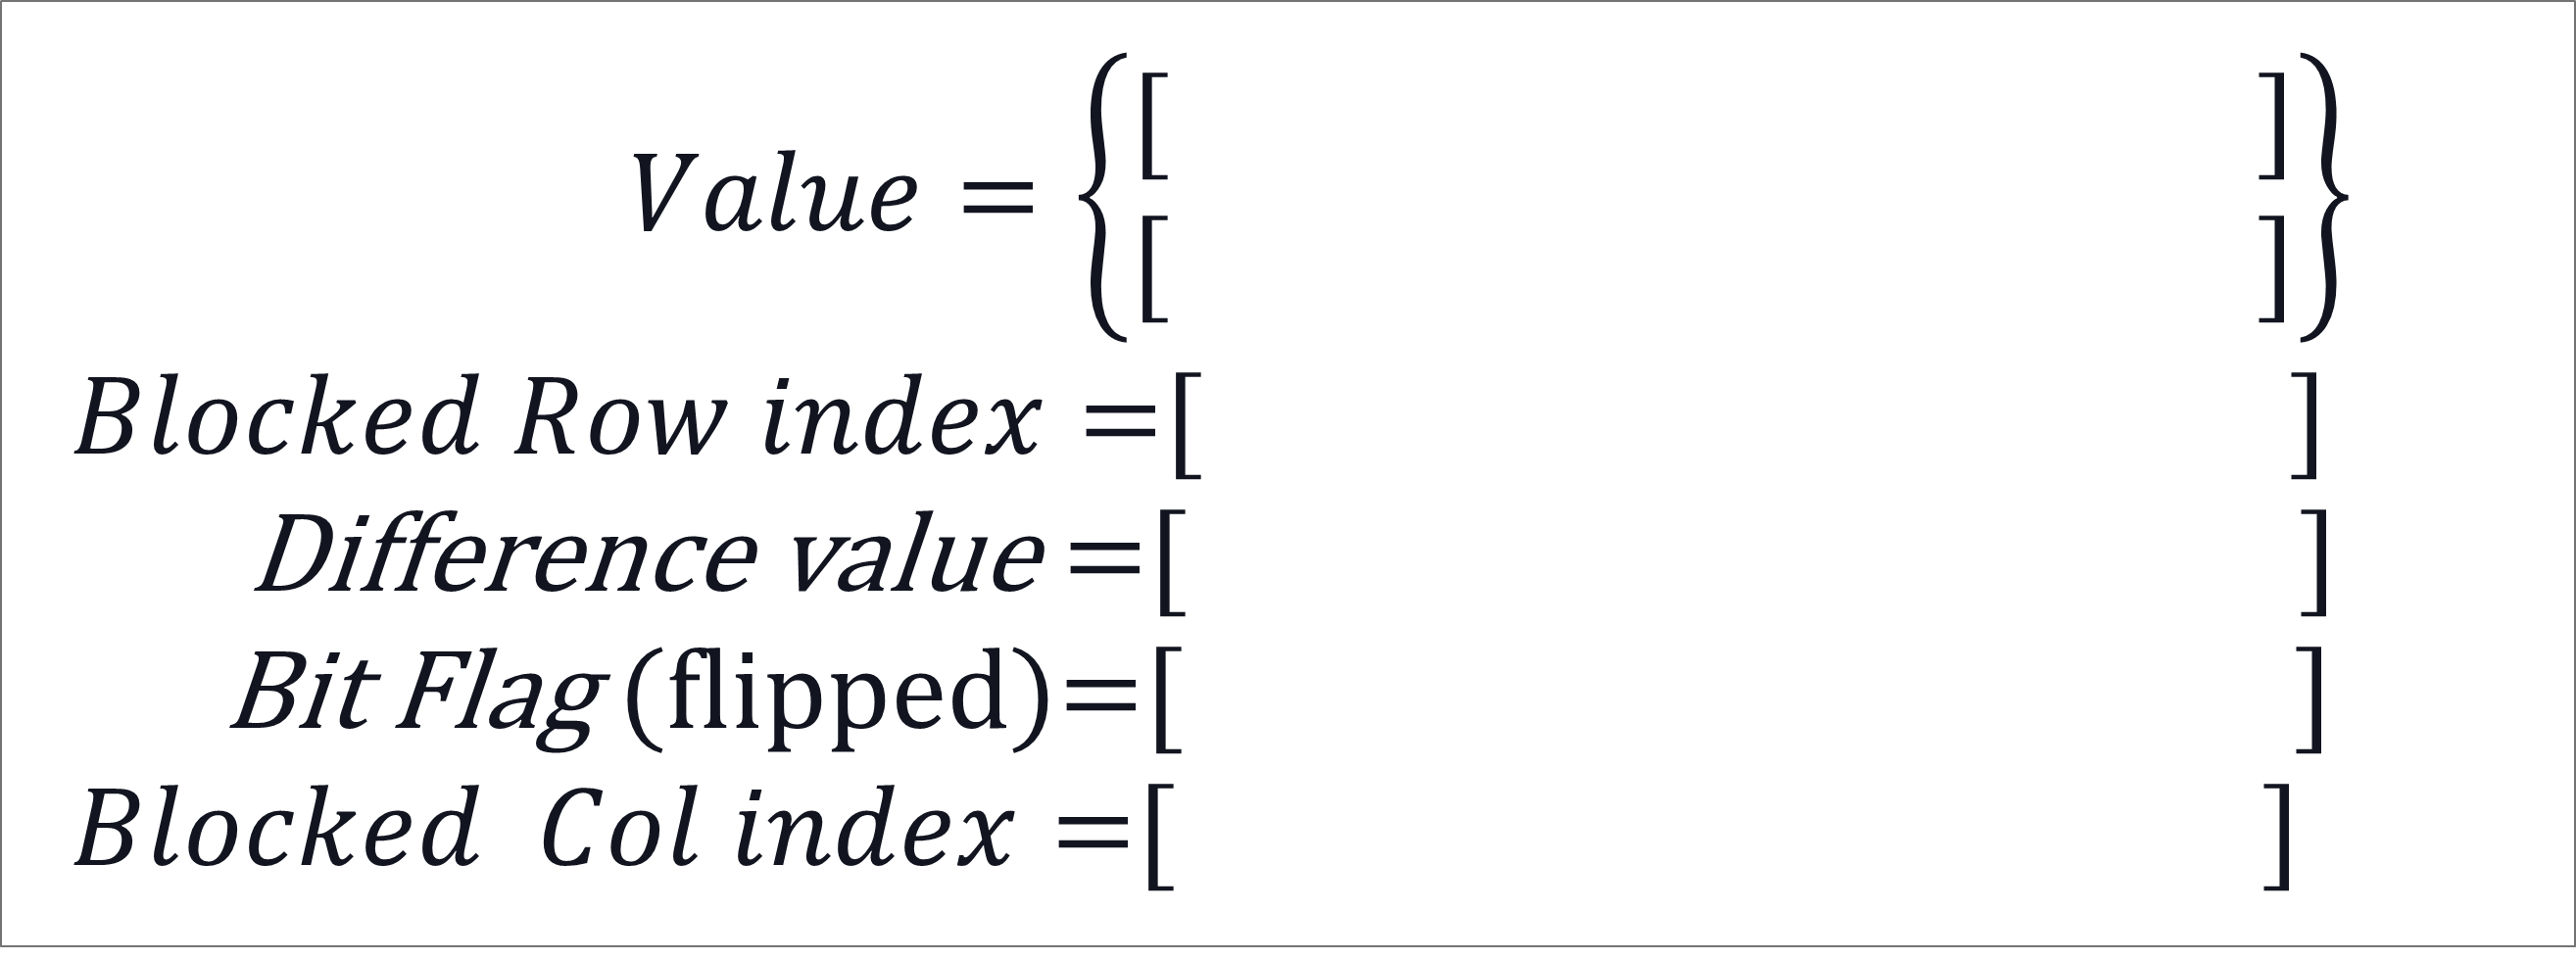 Value = {[ ]
[ ]}
Blocked Row index =[ ]
Difference value =[ ]
Bit Flag (flipped)=[ ]
Blocked Col index =[ ]